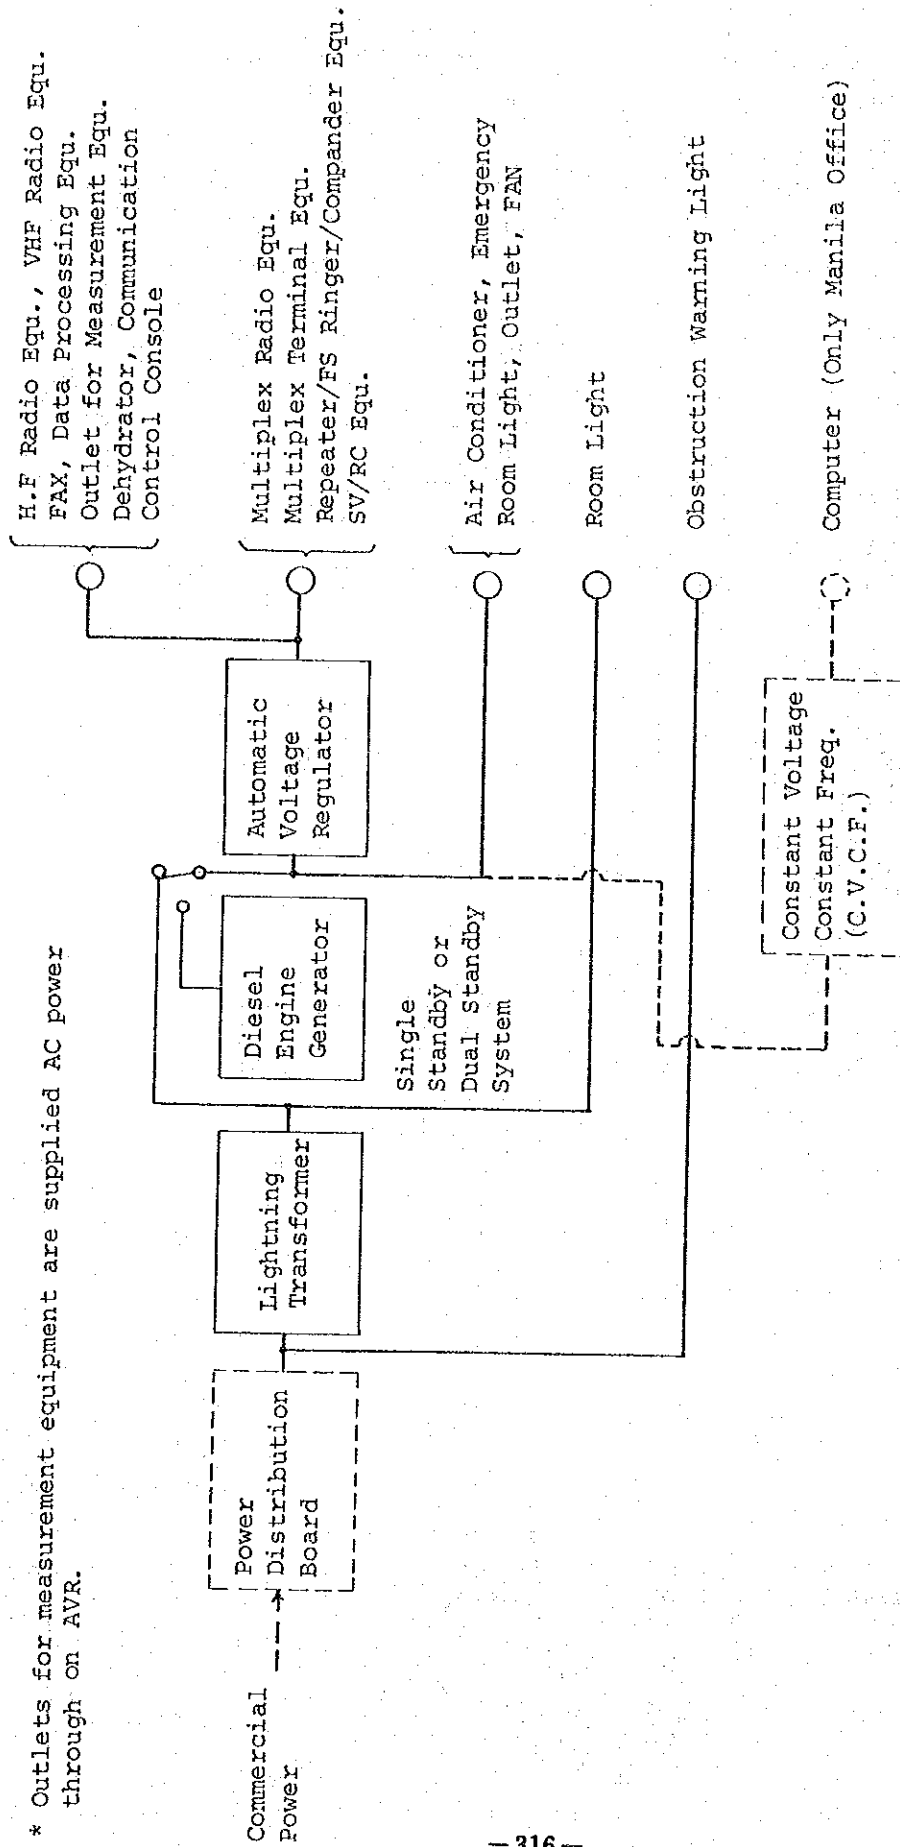 * Outlets for measurement equipment are supplied AC power
through on AVR.
Commercial
Power
Power
Distribution
Board
Lightning
Transformer
Diesel
Engine
Generator
Single
Standby or
Dual Standby
System
Automatic
Voltage
Regulator
Constant Voltage
Constant Freq.
(C.V.C.F.)
H.F Radio Equ., VHF Radio Equ.
FAX, Data Processing Equ.
Outlet for Measurement Equ.
Dehydrator, Communication
Control Console
Multiplex Radio Equ.
Multiplex Terminal Equ.
Repeater/FS Ringer/Compander Equ.
SV/RC Equ.
Air Conditioner, Emergency
Room Light, Outlet, FAN
Room Light
Obstruction Warning Light
Computer (Only Manila Office)
— 316 —